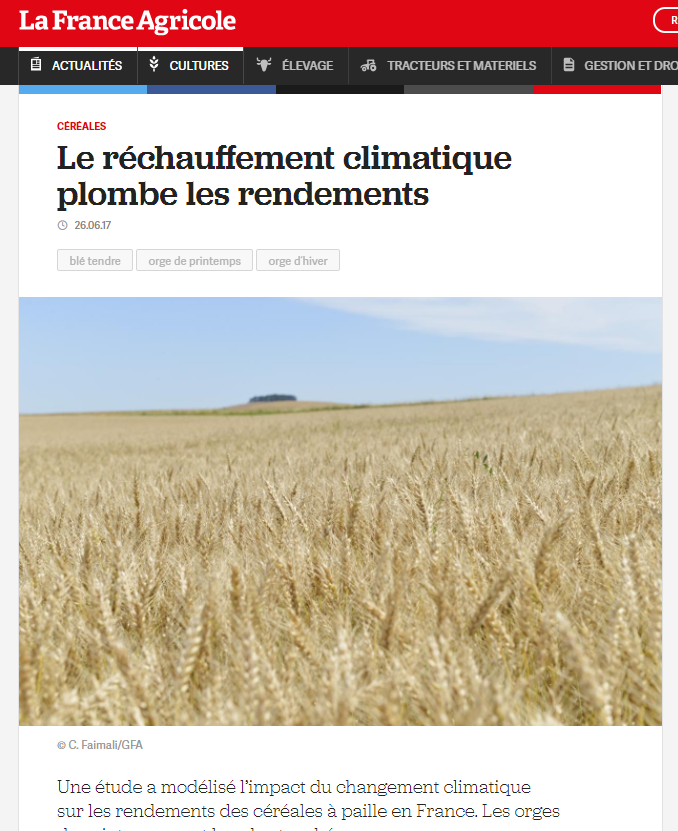 La France Agricole
R
ACTUALITÉS
CULTURES
ÉLEVAGE
TRACTEURS ET MATERIELS
GESTION ET DRO
CÉRÉALES
Le réchauffement climatique
plombe les rendements
26.06.17
blé tendre
orge de printemps
orge d'hiver
© C. Faimali/GFA
Une étude a modélisé l'impact du changement climatique
sur les rendements des céréales à paille en France. Les orges